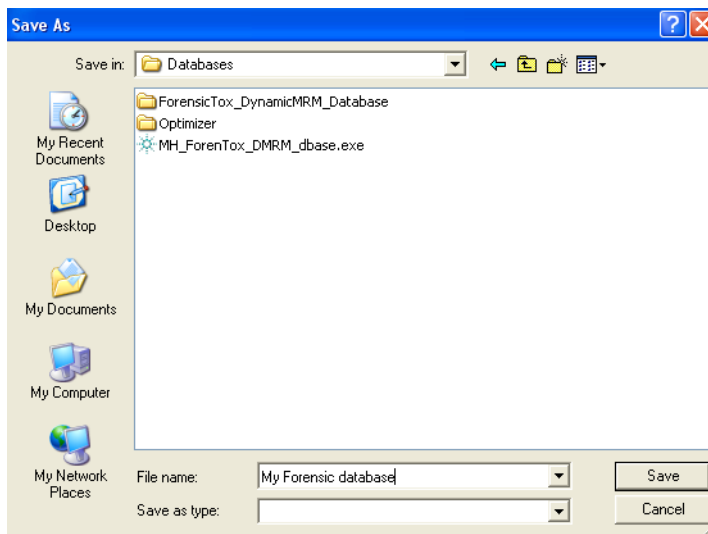 Save As
Save in:
Databases
My Recent
Documents
Desktop
My Documents
My Computer
My Network
Places
ForensicTox_DynamicMRM_Database
Optimizer
MH_ForenTox_DMRM_dbase.exe
File name:
My Forensic database
Save
Save as type:
Cancel